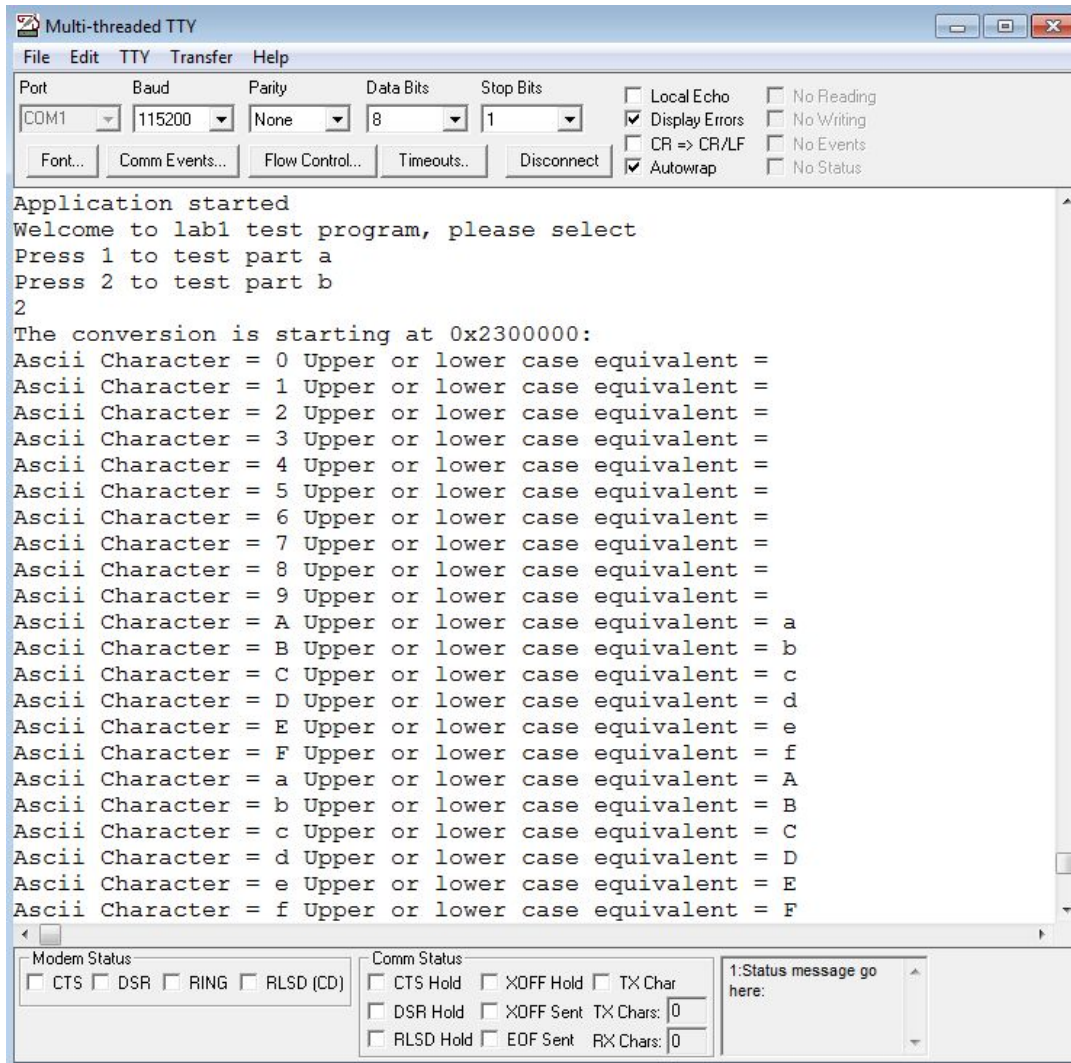 Multi-threaded TTY
File Edit TTY Transfer Help
Port Baud Parity Data Bits Stop Bits
COM1 115200 None 8 1
Local Echo No Reading
Display Errors No Writing
CR => CR/LF No Events
Autowrap No Status
Font... Comm Events... Flow Control... Timeouts.. Disconnect
Application started
Welcome to lab1 test program, please select
Press 1 to test part a
Press 2 to test part b
2
The conversion is starting at 0x2300000:
Ascii Character = 0 Upper or lower case equivalent =
Ascii Character = 1 Upper or lower case equivalent =
Ascii Character = 2 Upper or lower case equivalent =
Ascii Character = 3 Upper or lower case equivalent =
Ascii Character = 4 Upper or lower case equivalent =
Ascii Character = 5 Upper or lower case equivalent =
Ascii Character = 6 Upper or lower case equivalent =
Ascii Character = 7 Upper or lower case equivalent =
Ascii Character = 8 Upper or lower case equivalent =
Ascii Character = 9 Upper or lower case equivalent =
Ascii Character = A Upper or lower case equivalent = a
Ascii Character = B Upper or lower case equivalent = b
Ascii Character = C Upper or lower case equivalent = c
Ascii Character = D Upper or lower case equivalent = d
Ascii Character = E Upper or lower case equivalent = e
Ascii Character = F Upper or lower case equivalent = f
Ascii Character = a Upper or lower case equivalent = A
Ascii Character = b Upper or lower case equivalent = B
Ascii Character = c Upper or lower case equivalent = C
Ascii Character = d Upper or lower case equivalent = D
Ascii Character = e Upper or lower case equivalent = E
Ascii Character = f Upper or lower case equivalent = F
Modem Status
CTS DSR RING RLSD (CD)
Comm Status
CTS Hold XOFF Hold TX Char
DSR Hold XOFF Sent TX Chars: 0
RLSD Hold EOF Sent RX Chars: 0
1:Status message go
here: